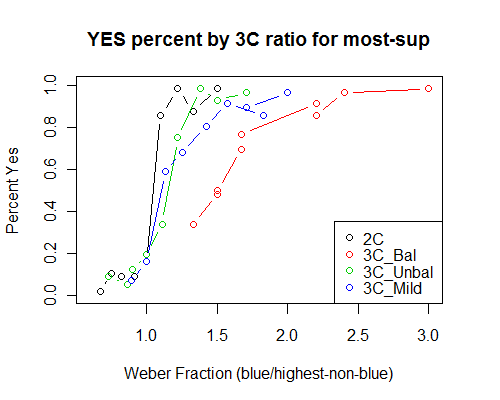 YES percent by 3C ratio for most-sup
Percent Yes
1.0
0.8
0.6
0.4
0.2
0.0
2C
3C_Bal
3C_Unbal
3C_Mild
1.0 1.5 2.0 2.5 3.0
Weber Fraction (blue/highest-non-blue)